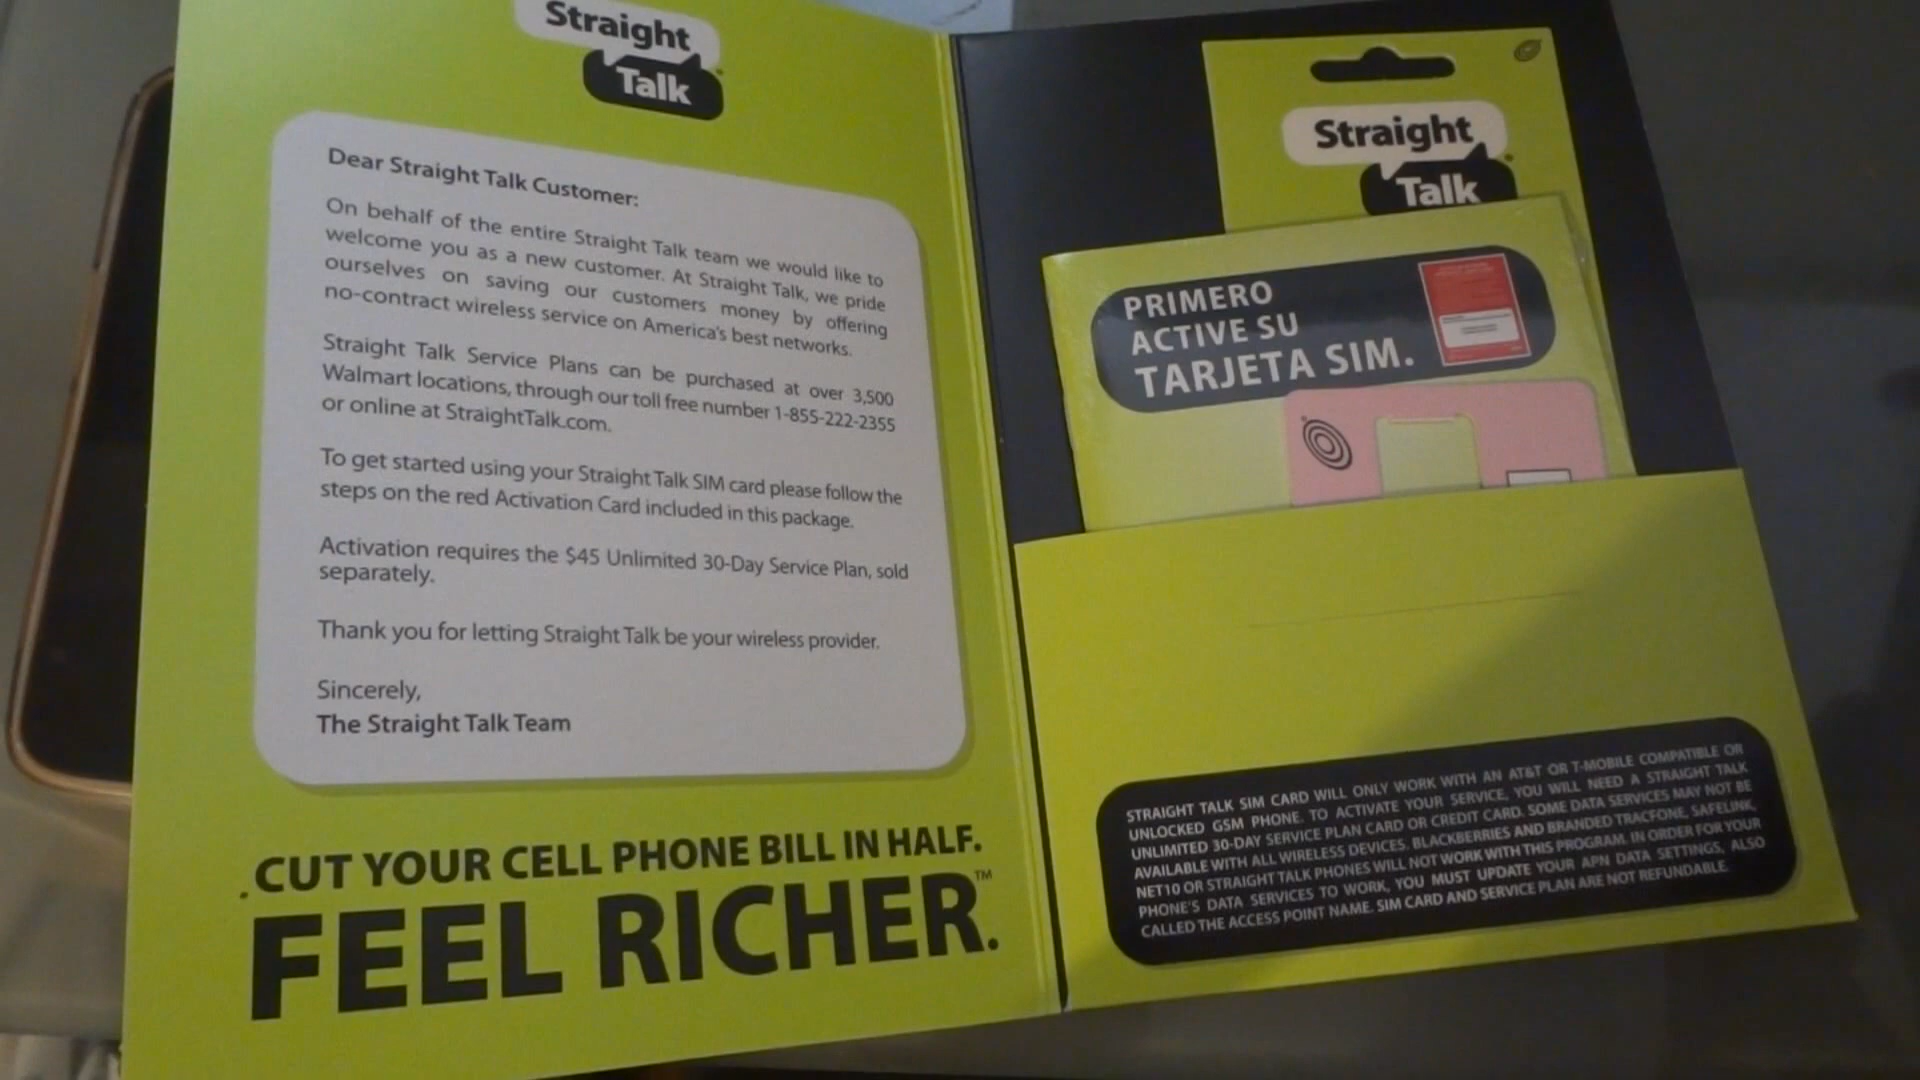 Straight
Talk
Dear Straight Talk Customer:
On behalf of the entire Straight Talk team we would like to
welcome you as a new customer. At Straight Talk, we pride
ourselves on saving our customers money by offering
no-contract wireless service on America's best networks.
Straight Talk Service Plans can be purchased at over 3,500
Walmart locations, through our toll free number 1-855-222-2355
or online at StraightTalk.com.
To get started using your Straight Talk SIM card please follow the
steps on the red Activation Card included in this package.
Activation requires the $45 Unlimited 30-Day Service Plan, sold
separately.
Thank you for letting Straight Talk be your wireless provider.
Sincerely,
The Straight Talk Team
CUT YOUR CELL PHONE BILL IN HALF.
FEEL RICHER.™
Straight
Talk
PRIMERO
ACTIVE SU
TARJETA SIM.
STRAIGHT TALK SIM CARD WILL ONLY WORK WITH AN AT&T OR T-MOBILE COMPATIBLE OR
UNLOCKED GSM PHONE. TO ACTIVATE YOUR SERVICE, YOU WILL NEED A STRAIGHT TALK
UNLIMITED 30-DAY SERVICE PLAN CARD OR CREDIT CARD. SOME DATA SERVICES MAY NOT BE
AVAILABLE WITH ALL WIRELESS DEVICES. BLACKBERRIES AND BRANDED TRACFONE, SAFELINK,
NET10 OR STRAIGHT TALK PHONES WILL NOT WORK WITH THIS PROGRAM. IN ORDER FOR YOUR
PHONE'S DATA SERVICES TO WORK, YOU MUST UPDATE YOUR APN DATA SETTINGS, ALSO
CALLED THE ACCESS POINT NAME. SIM CARD AND SERVICE PLAN ARE NOT REFUNDABLE.